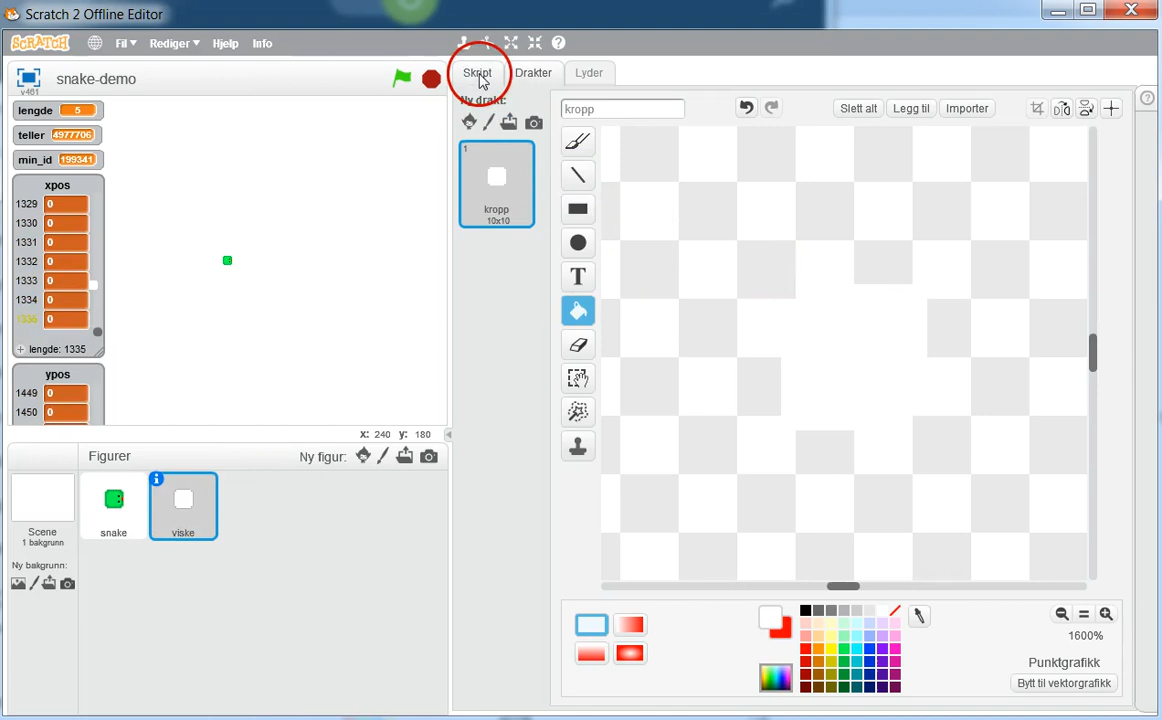 Scratch 2 Offline Editor
SCRATCH Fil Rediger Hjelp Info
snake-demo
v461
Skript Drakter Lyder
Ny drakt:
lengde 5
teller 4977706
min_id 199341
xpos
1329 0
1330 0
1331 0
1332 0
1333 0
1334 0
0
+ lengde: 1335
ypos
1449 0
1450 0
x: 240 y: 180
1
kropp
10x10
kropp
Slett alt Legg til Importer
T
Figurer Ny figur:
Scene
1 bakgrunn
Ny bakgrunn:
snake
viske
1600%
Punktgrafikk
Bytt til vektorgrafikk